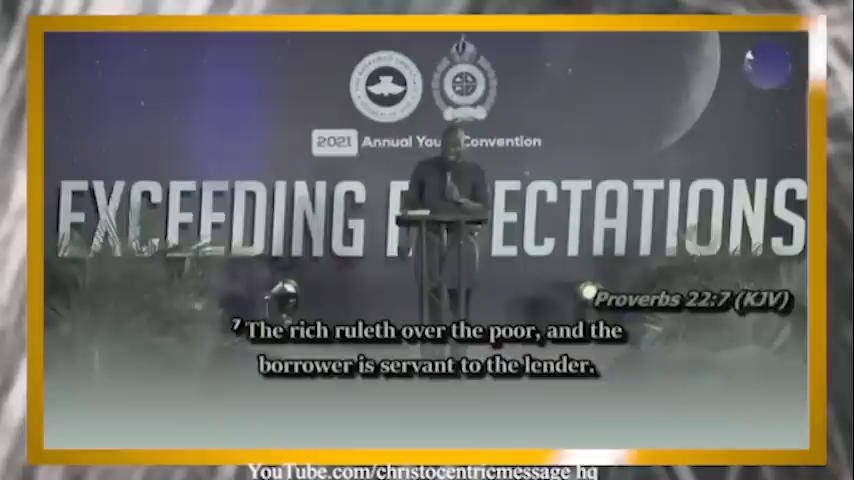 2021 Annual You Convention
EXCEEDING E ECTATIONS
Proverbs 22:7 (KJV)
7 The rich ruleth over the poor, and the
borrower is servant to the lender.
YouTube.com/christocentricmessage hq